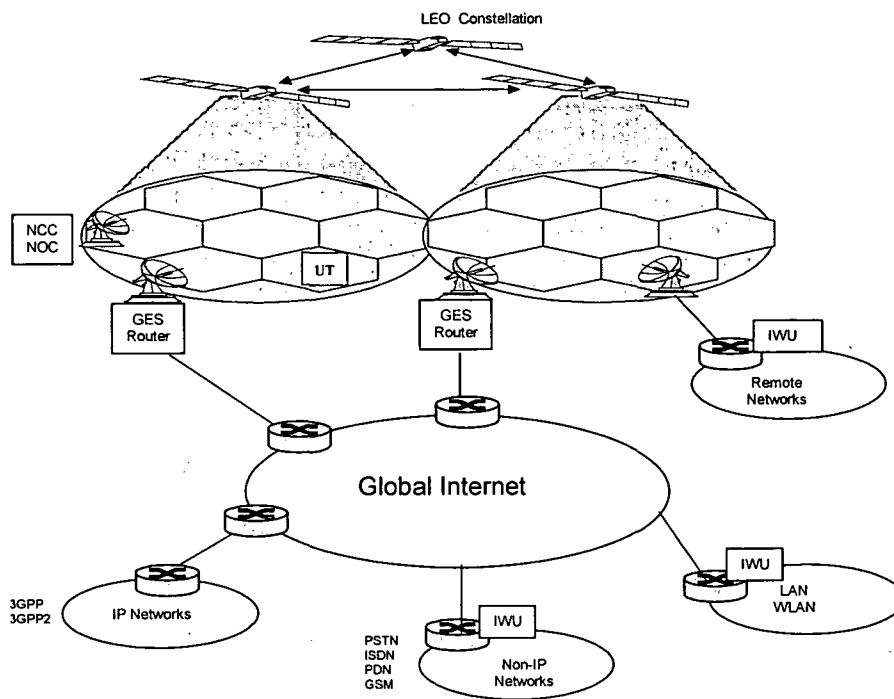 LEO Constellation
NCC
NOC
UT
GES
Router
GES
Router
IWU
Remote
Networks
Global Internet
3GPP
3GPP2
IP Networks
PSTN
ISDN
PDN
GSM
IWU
Non-IP
Networks
IWU
LAN
WLAN